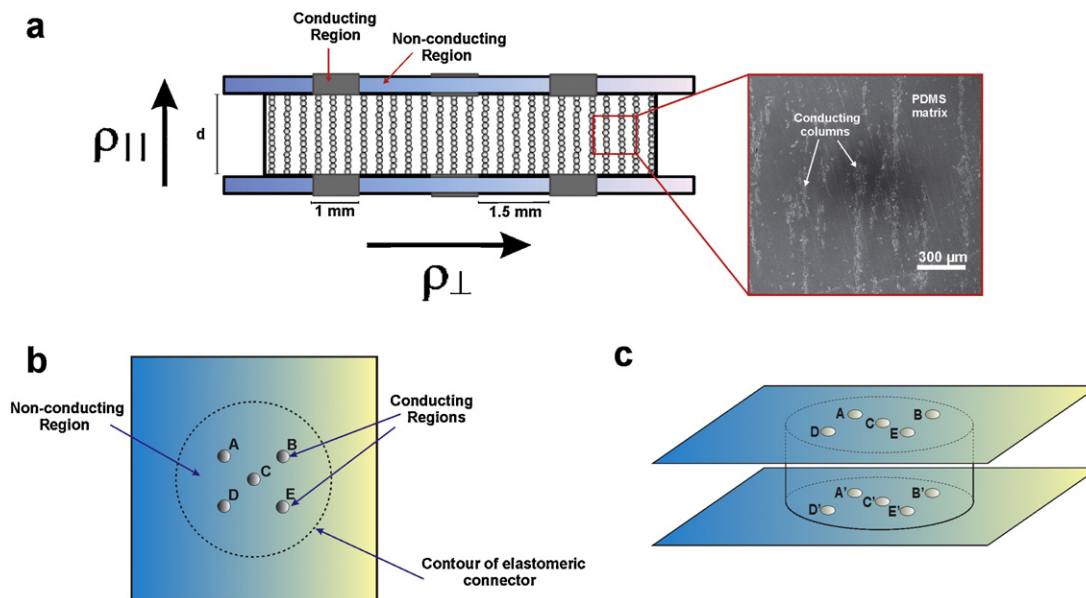 a
Conducting
Region
Non-conducting
Region
ρ||
d
1 mm
1.5 mm
ρ⊥
PDMS
matrix
Conducting
columns
300 µm
b
Non-conducting
Region
Conducting
Regions
A
B
C
D
E
Contour of elastomeric
connector
c
A
B
C
D
E
A'
B'
C'
D'
E'